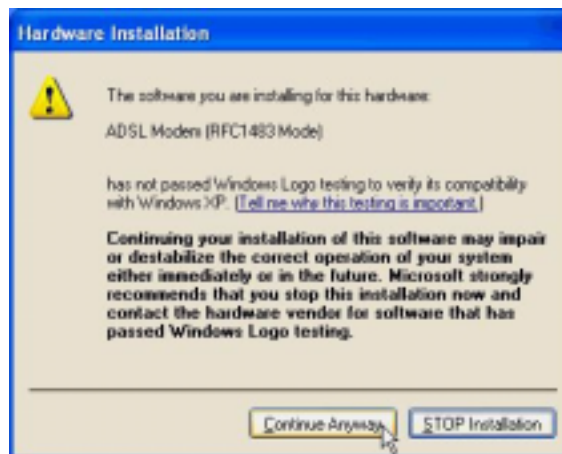 Hardware Installation
The software you are installing for this hardware:
ADSL Modem (RFC1483 Mode)
has not passed Windows Logo testing to verify its compatibility
with Windows XP. (Tell me why this testing is important.)
Continuing your installation of this software may impair
or destabilize the correct operation of your system
either immediately or in the future. Microsoft strongly
recommends that you stop this installation now and
contact the hardware vendor for software that has
passed Windows Logo testing.
Continue Anyway
STOP Installation